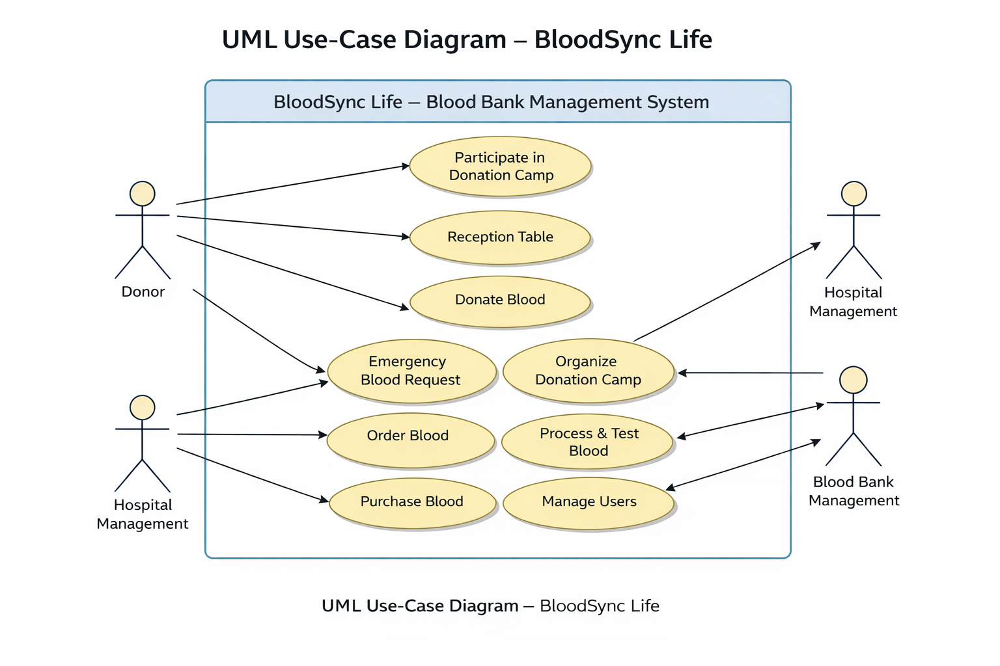 UML Use-Case Diagram – BloodSync Life
BloodSync Life – Blood Bank Management System
Participate in
Donation Camp
Reception Table
Donate Blood
Donor
Hospital
Management
Emergency
Blood Request
Organize
Donation Camp
Order Blood
Process & Test
Blood
Purchase Blood
Manage Users
Hospital
Management
Blood Bank
Management
UML Use-Case Diagram – BloodSync Life